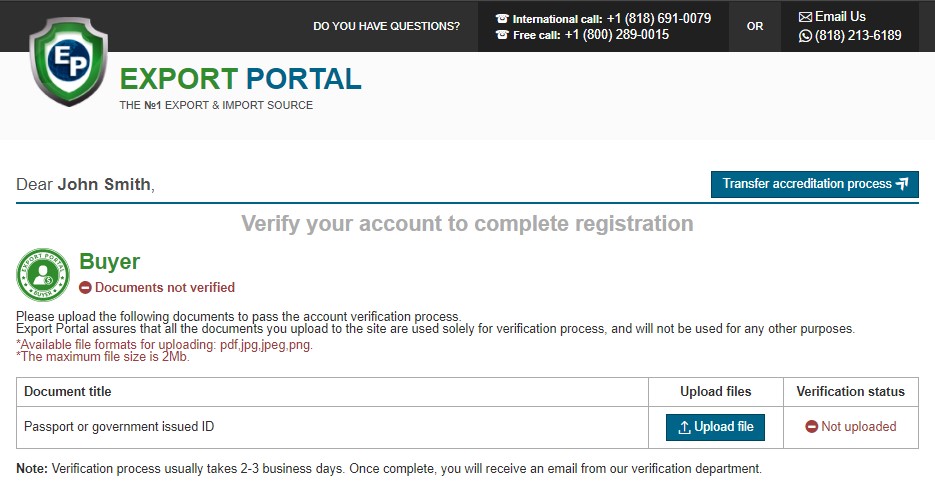 DO YOU HAVE QUESTIONS?
International call: +1 (818) 691-0079
Free call: +1 (800) 289-0015
OR
Email Us
(818) 213-6189
EP
EXPORT PORTAL
THE №1 EXPORT & IMPORT SOURCE
Dear John Smith,
Transfer accreditation process
Verify your account to complete registration
EXPORT PORTAL
BUYER
Buyer
Documents not verified
Please upload the following documents to pass the account verification process.
Export Portal assures that all the documents you upload to the site are used solely for verification process, and will not be used for any other purposes.
*Available file formats for uploading: pdf,jpg,jpeg,png.
*The maximum file size is 2Mb.
Document title Upload files Verification status
Passport or government issued ID Upload file Not uploaded
Note: Verification process usually takes 2-3 business days. Once complete, you will receive an email from our verification department.